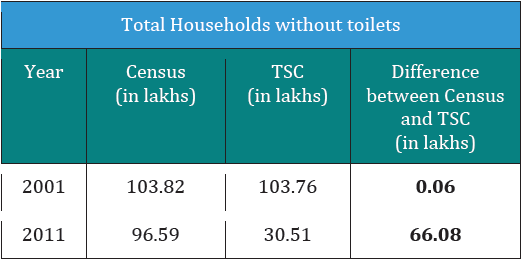 Total Households without toilets
Year Census TSC Difference
(in lakhs) (in lakhs) between Census
and TSC
(in lakhs)
2001 103.82 103.76 0.06
2011 96.59 30.51 66.08